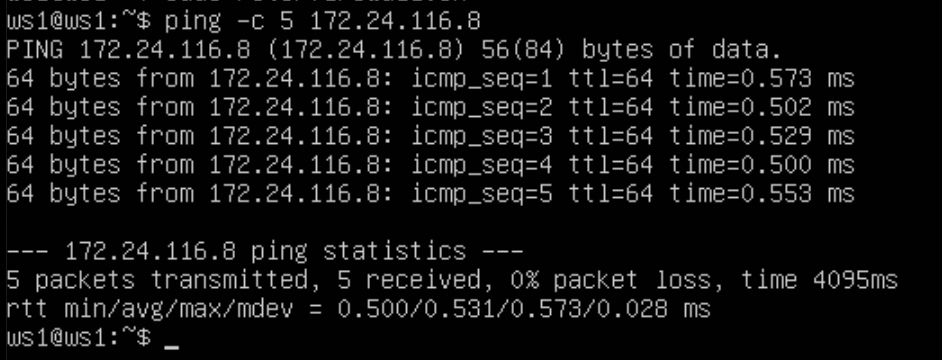 ws1@ws1:~$ ping -c 5 172.24.116.8
PING 172.24.116.8 (172.24.116.8) 56(84) bytes of data.
64 bytes from 172.24.116.8: icmp_seq=1 ttl=64 time=0.573 ms
64 bytes from 172.24.116.8: icmp_seq=2 ttl=64 time=0.502 ms
64 bytes from 172.24.116.8: icmp_seq=3 ttl=64 time=0.529 ms
64 bytes from 172.24.116.8: icmp_seq=4 ttl=64 time=0.500 ms
64 bytes from 172.24.116.8: icmp_seq=5 ttl=64 time=0.553 ms
--- 172.24.116.8 ping statistics ---
5 packets transmitted, 5 received, 0% packet loss, time 4095ms
rtt min/avg/max/mdev = 0.500/0.531/0.573/0.028 ms
ws1@ws1:~$ _